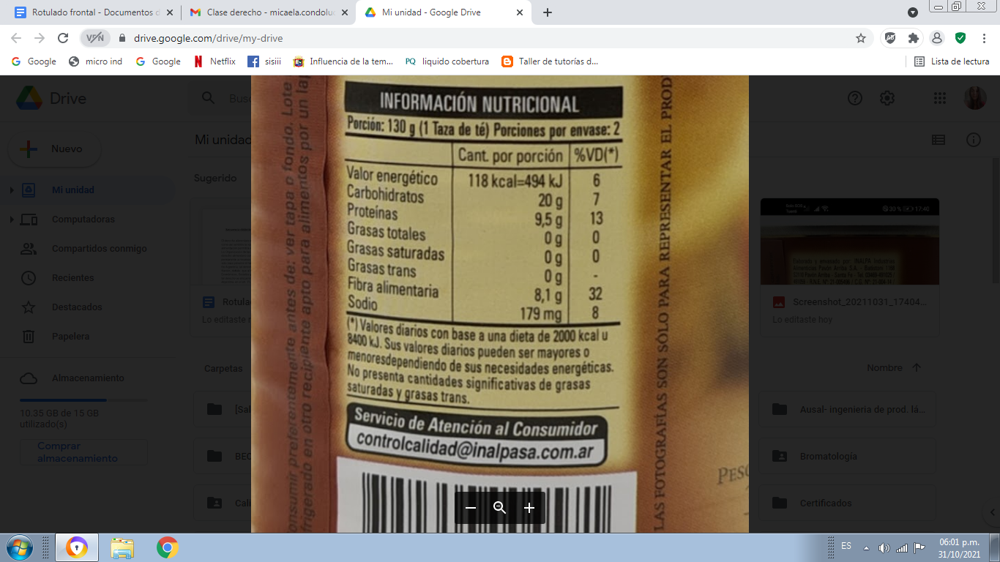 Rotulado frontal - Documentos d
Clase derecho - micaela.condoluc
Mi unidad - Google Drive
VPN
drive.google.com/drive/my-drive
Google
micro ind
Google
Netflix
sisiii
Influencia de la tem...
PQ liquido cobertura
Taller de tutorías d...
Lista de lectura
Drive
Bus
Nuevo
Mi unidad
Computadoras
Compartidos conmigo
Recientes
Destacados
Papelera
Almacenamiento
10.35 GB de 15 GB
utilizado(s)
Comprar
almacenamiento
Mi unidad
Sugerido
Rotula
Lo editaste
Carpetas
[Sal
BEC
Cali
onsumir preferentemente antes de: ver tapa o fondo. Lote
frigerado en otro recipiente apto para alimentos por un la
INFORMACIÓN NUTRICIONAL
Porción: 130 g (1 Taza de té) Porciones por envase: 2
Cant. por porción %VD(*)
Valor energético 118 kcal=494 kJ 6
Carbohidratos 20 g 7
Proteínas 9,5 g 13
Grasas totales 0 g 0
Grasas saturadas 0 g 0
Grasas trans 0 g -
Fibra alimentaria 8,1 g 32
Sodio 179 mg 8
(*) Valores diarios con base a una dieta de 2000 kcal u
8400 kJ. Sus valores diarios pueden ser mayores o
menoresdependiendo de sus necesidades energéticas.
No presenta cantidades significativas de grasas
saturadas y grasas trans.
Servicio de Atención al Consumidor
controlcalidad@inalpasa.com.ar
LAS FOTOGRAFÍAS SON SÓLO PARA REPRESENTAR EL PROD
PESO
Screenshot_20211031_17404...
Lo editaste hoy
Nombre
Ausal- ingenieria de prod. lá...
Bromatología
Certificados
ES
06:01 p.m.
31/10/2021